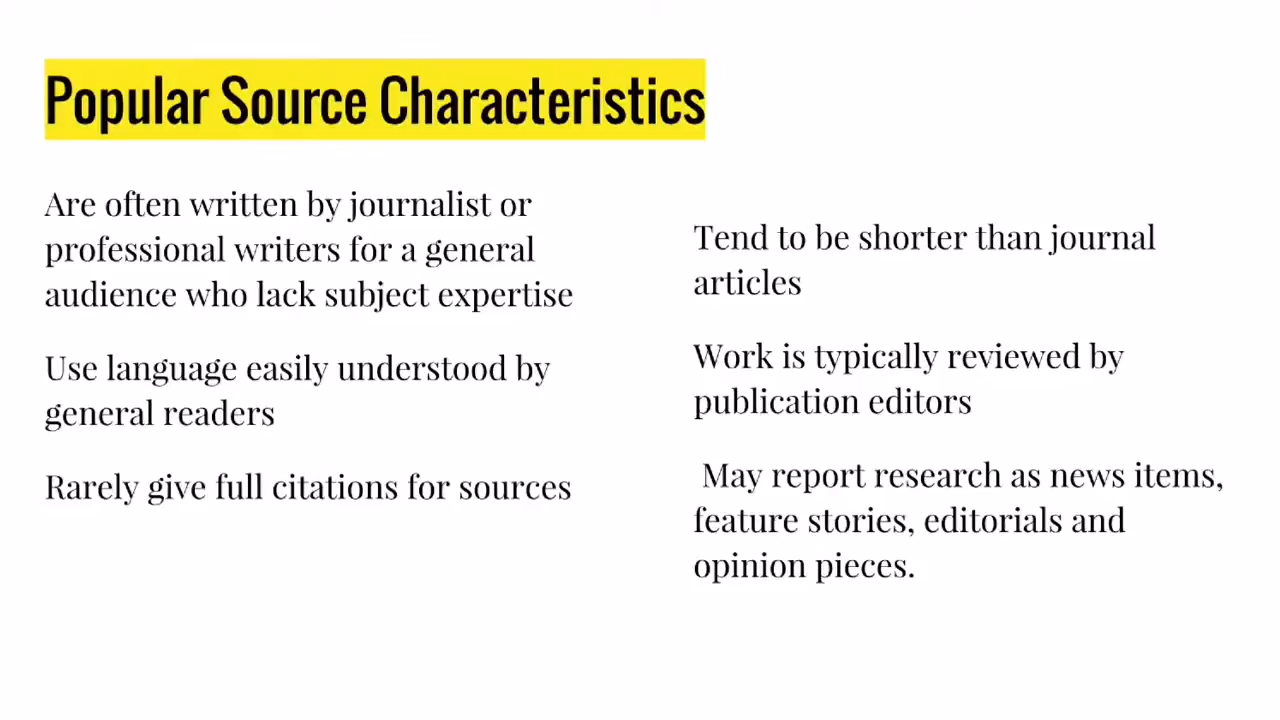 Popular Source Characteristics
Are often written by journalist or
professional writers for a general
audience who lack subject expertise
Use language easily understood by
general readers
Rarely give full citations for sources
Tend to be shorter than journal
articles
Work is typically reviewed by
publication editors
May report research as news items,
feature stories, editorials and
opinion pieces.